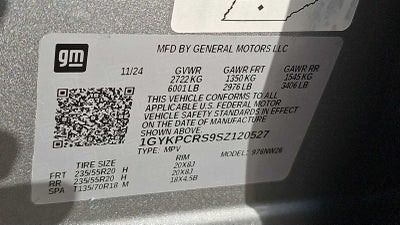 gm
MFD BY GENERAL MOTORS LLC
11/24 GVWR GAWR FRT GAWR RR
2722 KG 1350 KG 1545 KG
6001 LB 2976 LB 3406 LB
THIS VEHICLE CONFORMS TO ALL
APPLICABLE U.S. FEDERAL MOTOR
VEHICLE SAFETY STANDARDS IN EFFECT
ON THE DATE OF MANUFACTURE
SHOWN ABOVE
1GYKPCRS9SZ120527
TYPE: MPV MODEL: 976NW26
TIRE SIZE RIM
FRT 235/55R20 H 20X8J
RR 235/55R20 H 20X8J
SPA T135/70R18 M 18X4.5B